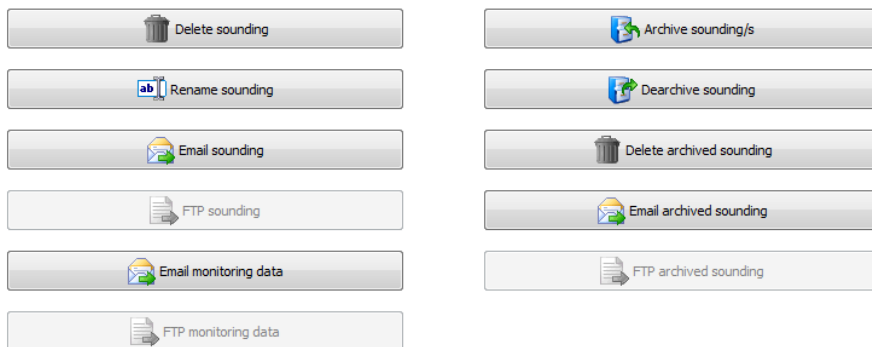 Delete sounding
Rename sounding
ab
Email sounding
FTP sounding
Email monitoring data
FTP monitoring data
Archive sounding/s
Dearchive sounding
Delete archived sounding
Email archived sounding
FTP archived sounding